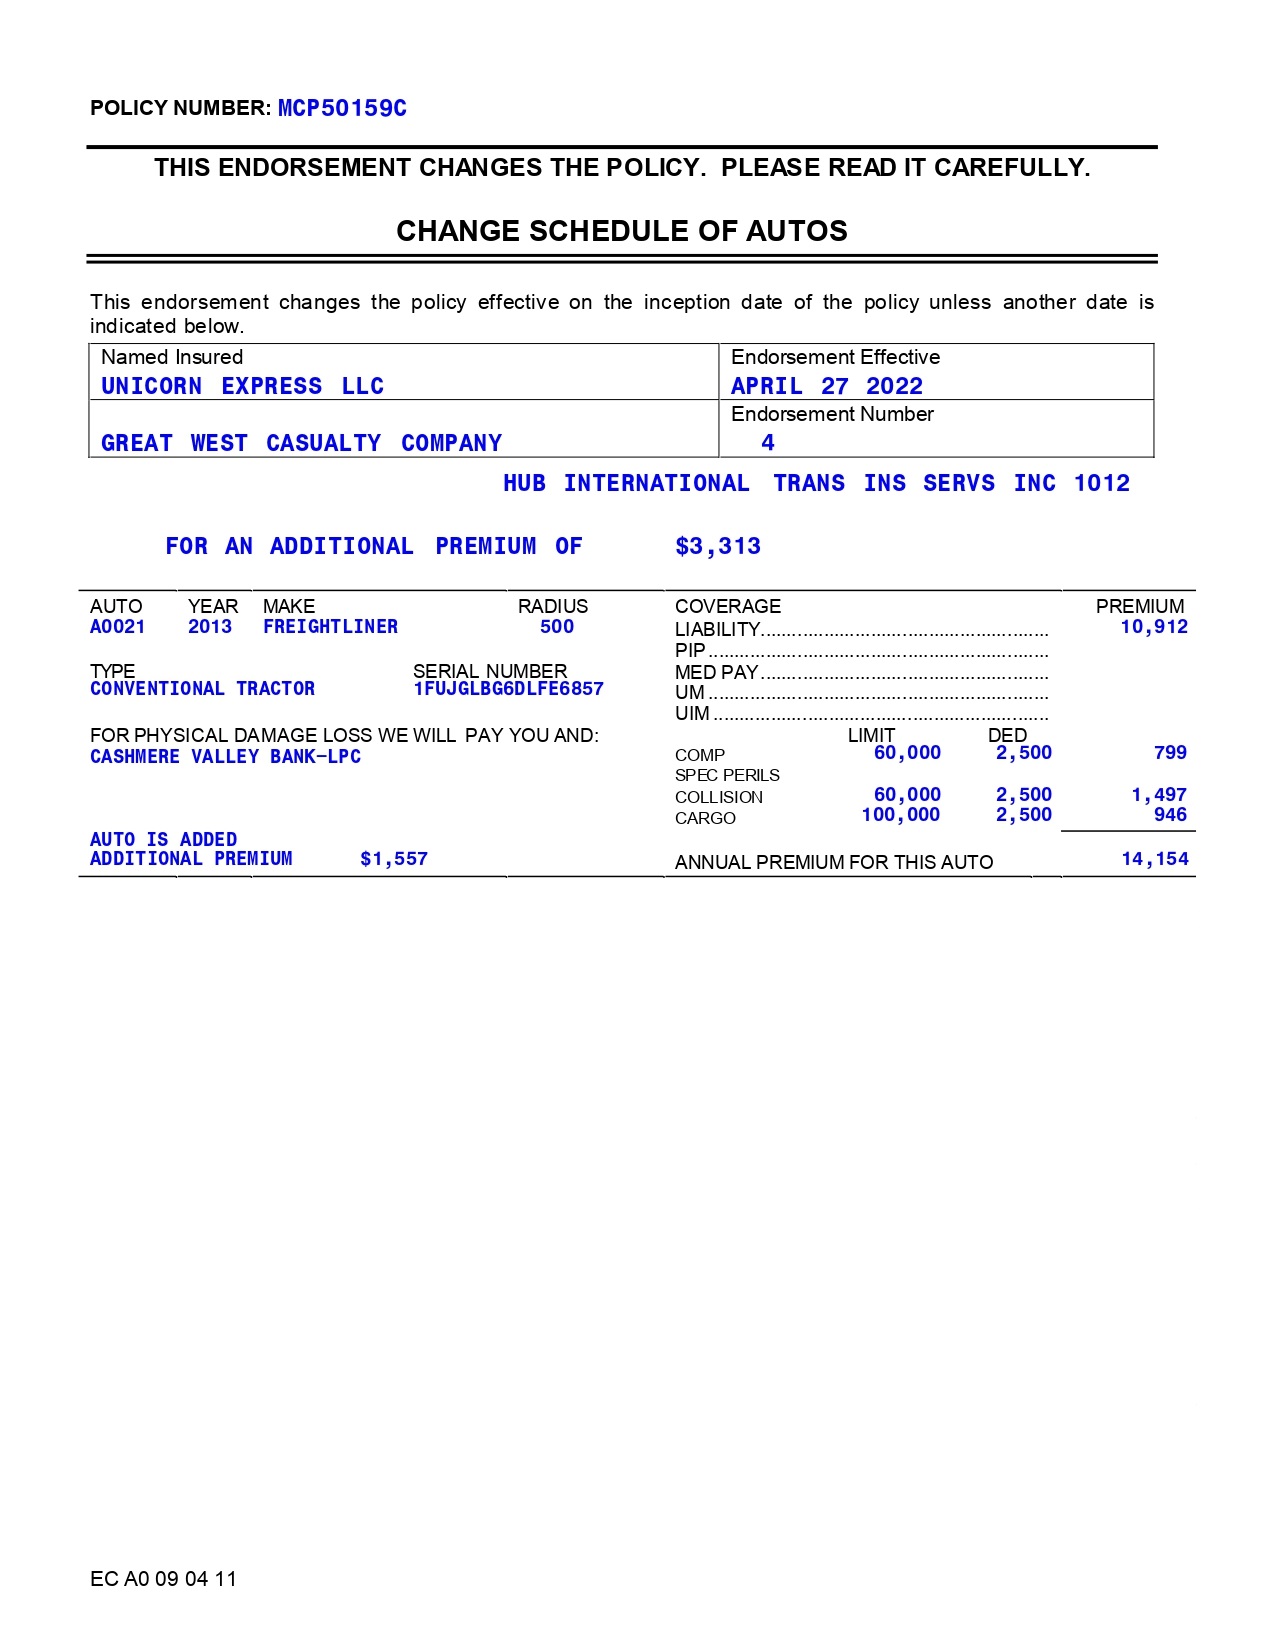 POLICY NUMBER: MCP50159C
THIS ENDORSEMENT CHANGES THE POLICY. PLEASE READ IT CAREFULLY.
CHANGE SCHEDULE OF AUTOS
This endorsement changes the policy effective on the inception date of the policy unless another date is
indicated below.
Named Insured Endorsement Effective
UNICORN EXPRESS LLC APRIL 27 2022
Endorsement Number
GREAT WEST CASUALTY COMPANY 4
HUB INTERNATIONAL TRANS INS SERVS INC 1012
FOR AN ADDITIONAL PREMIUM OF $3,313
AUTO YEAR MAKE RADIUS COVERAGE PREMIUM
A0021 2013 FREIGHTLINER 500 LIABILITY........................................................ 10,912
PIP..................................................................
TYPE SERIAL NUMBER MED PAY........................................................
CONVENTIONAL TRACTOR 1FUJGLBG6DLFE6857 UM..................................................................
UIM.................................................................
FOR PHYSICAL DAMAGE LOSS WE WILL PAY YOU AND: LIMIT DED
CASHMERE VALLEY BANK-LPC COMP 60,000 2,500 799
SPEC PERILS
COLLISION 60,000 2,500 1,497
CARGO 100,000 2,500 946
AUTO IS ADDED
ADDITIONAL PREMIUM $1,557 ANNUAL PREMIUM FOR THIS AUTO 14,154
EC A0 09 04 11